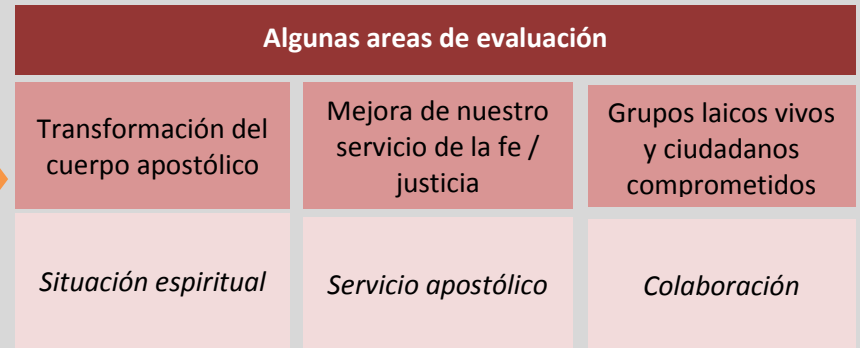 Algunas areas de evaluación
Transformación del
cuerpo apostólico
Mejora de nuestro
servicio de la fe /
justicia
Grupos laicos vivos
y ciudadanos
comprometidos
Situación espiritual
Servicio apostólico
Colaboración